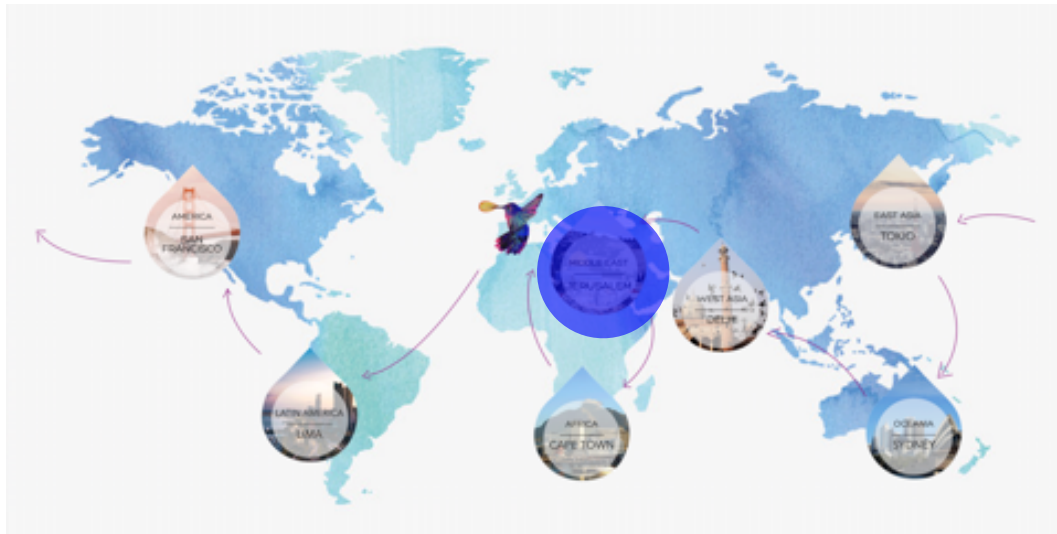 AMERICA
SAN
FRANCISCO
EAST ASIA
TOKIO
MIDDLE EAST
JERUSALEM
WEST ASIA
DELHI
LATIN AMERICA
LIMA
AFRICA
CAPE TOWN
OCEANIA
SYDNEY